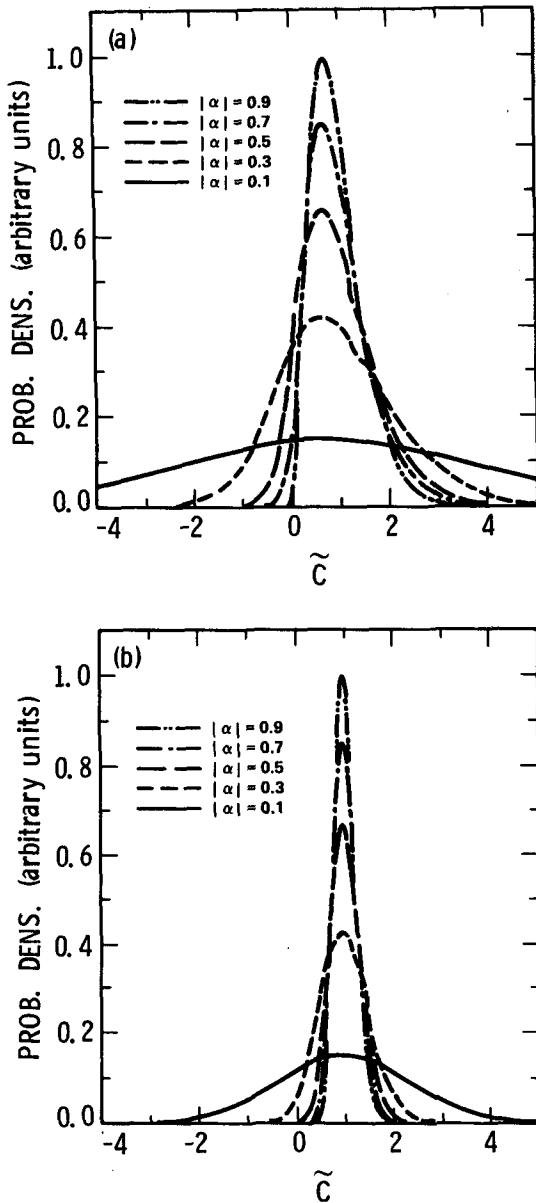 (a)
PROB. DENS. (arbitrary units)
1.0
0.8
0.6
0.4
0.2
0.0
|α| = 0.9
|α| = 0.7
|α| = 0.5
|α| = 0.3
|α| = 0.1
-4
-2
0
2
4
C̃
(b)
PROB. DENS. (arbitrary units)
1.0
0.8
0.6
0.4
0.2
0.0
|α| = 0.9
|α| = 0.7
|α| = 0.5
|α| = 0.3
|α| = 0.1
-4
-2
0
2
4
C̃